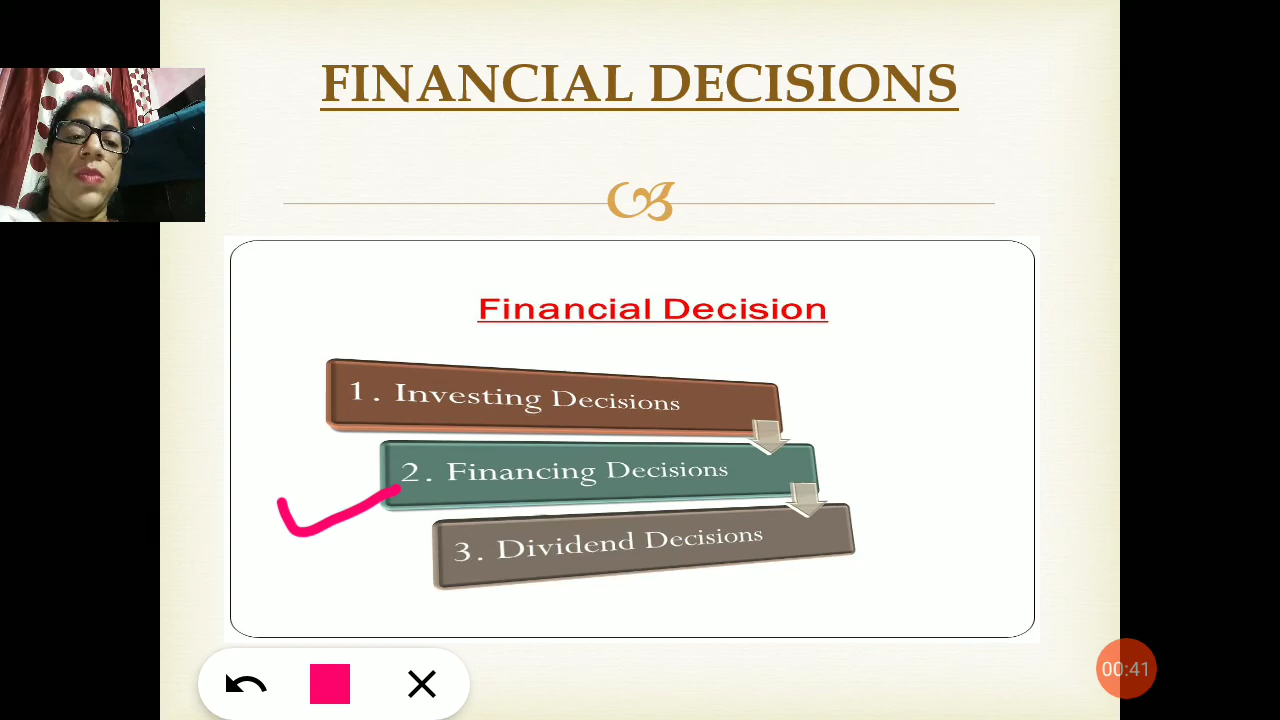 FINANCIAL DECISIONS
Financial Decision
1. Investing Decisions
2. Financing Decisions
3. Dividend Decisions
00:41